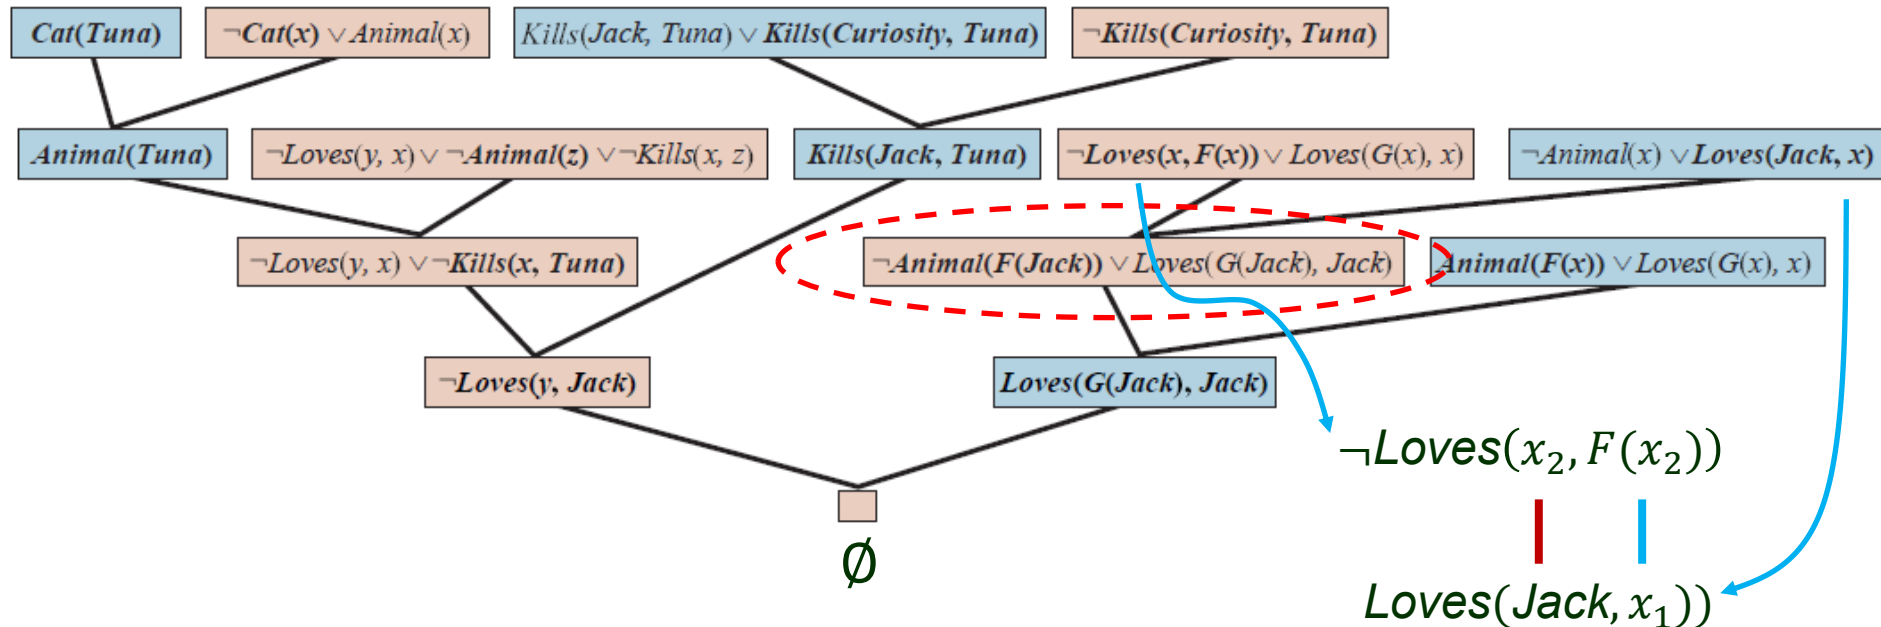 Cat(Tuna)
¬Cat(x) ∨ Animal(x)
Kills(Jack, Tuna) ∨ Kills(Curiosity, Tuna)
¬Kills(Curiosity, Tuna)
Animal(Tuna)
¬Loves(y, x) ∨ ¬Animal(z) ∨ ¬Kills(x, z)
Kills(Jack, Tuna)
¬Loves(x, F(x)) ∨ Loves(G(x), x)
¬Animal(x) ∨ Loves(Jack, x)
¬Loves(y, x) ∨ ¬Kills(x, Tuna)
¬Animal(F(Jack)) ∨ Loves(G(Jack), Jack)
Animal(F(x)) ∨ Loves(G(x), x)
¬Loves(y, Jack)
Loves(G(Jack), Jack)
¬Loves(x₂, F(x₂))
∅
Loves(Jack, x₁))